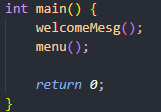 int main() {
    welcomeMesg();
    menu();

    return 0;
}